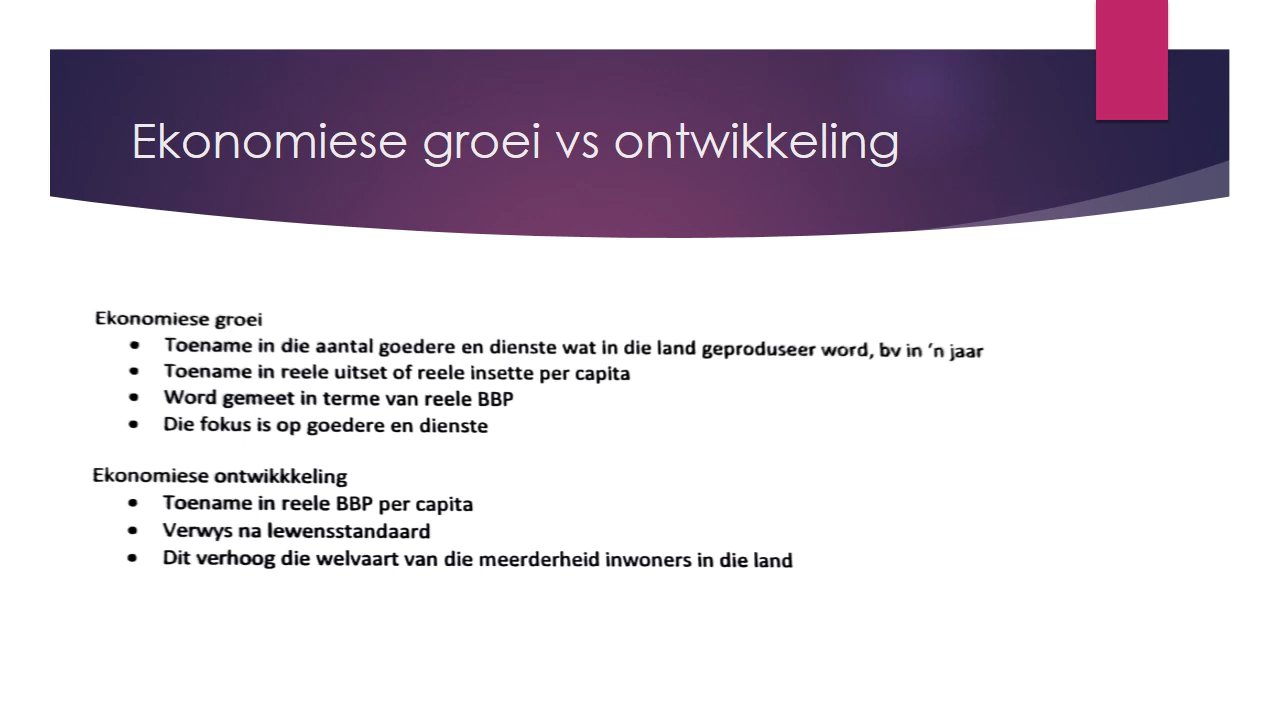 Ekonomiese groei vs ontwikkeling
Ekonomiese groei
• Toename in die aantal goedere en dienste wat in die land geproduseer word, bv in ’n jaar
• Toename in reele uitset of reele insette per capita
• Word gemeet in terme van reele BBP
• Die fokus is op goedere en dienste
Ekonomiese ontwikkkeling
• Toename in reele BBP per capita
• Verwys na lewensstandaard
• Dit verhoog die welvaart van die meerderheid inwoners in die land